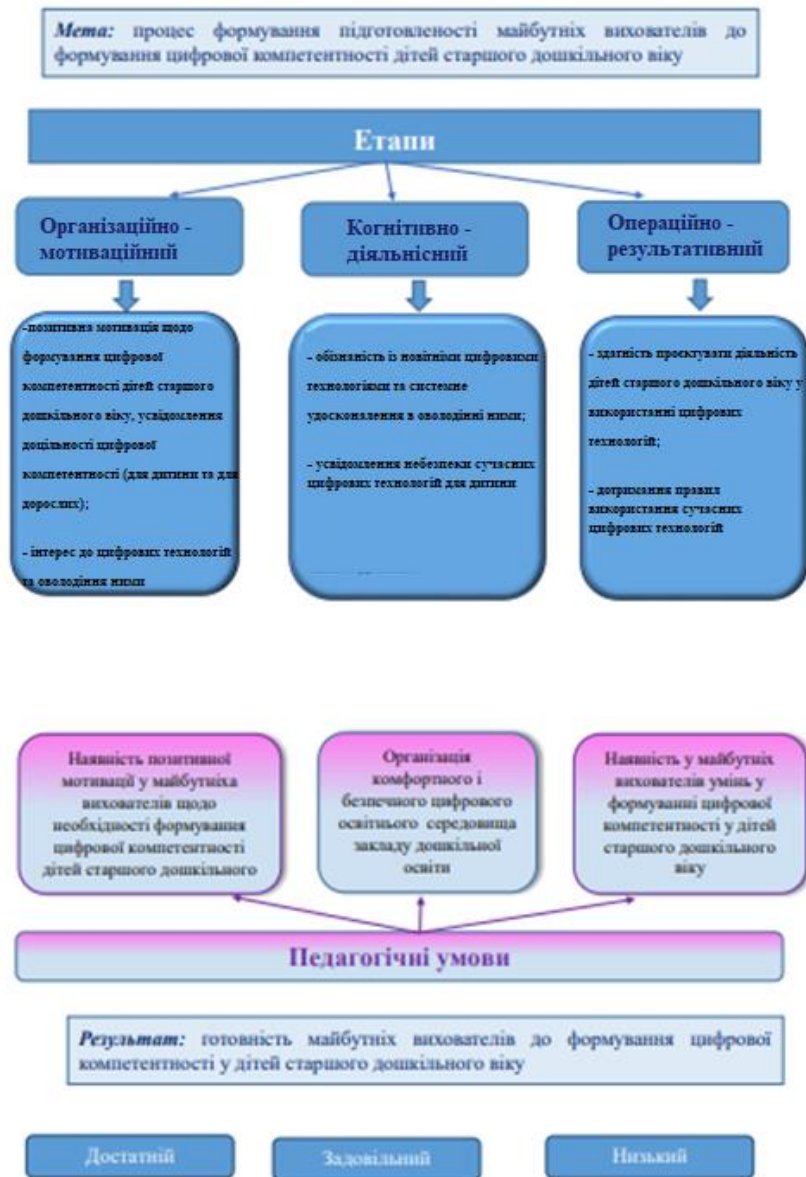 Мета: процес формування підготовленості майбутніх вихователів до
формування цифрової компетентності дітей старшого дошкільного віку
Етапи
Організаційно -
мотиваційний
Когнітивно -
діяльнісний
Операційно -
результативний
-позитивна мотивація щодо
формування цифрової
компетентності дітей старшого
дошкільного віку, усвідомлення
доцільності цифрової
компетентності (для дитини та для
дорослих);
- інтерес до цифрових технологій
та оволодіння ними
- обізнаність із новітніми цифровими
технологіями та системне
удосконалення в оволодінні ними;
- усвідомлення небезпеки сучасних
цифрових технологій для дитини
- здатність проєктувати діяльність
дітей старшого дошкільного віку у
використанні цифрових
технологій;
- дотримання правил
використання сучасних
цифрових технологій
Наявність позитивної
мотивації у майбутніха
вихователів щодо
необхідності формування
цифрової компетентності
дітей старшого дошкільного
Організація
комфортного і
безпечного цифрового
освітнього середовища
закладу дошкільної
освіти
Наявність у майбутніх
вихователів умінь у
формуванні цифрової
компетентності у дітей
старшого дошкільного
віку
Педагогічні умови
Результат: готовність майбутніх вихователів до формування цифрової
компетентності у дітей старшого дошкільного віку
Достатній
Задовільний
Низький